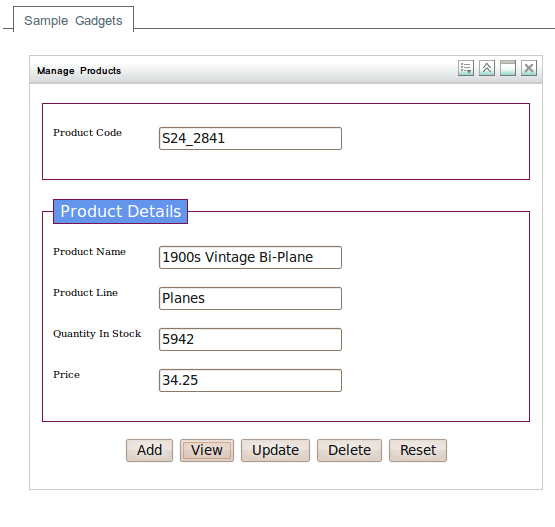 Sample Gadgets
Manage Products
Product Code S24_2841
Product Details
Product Name 1900s Vintage Bi-Plane
Product Line Planes
Quantity In Stock 5942
Price 34.25
Add View Update Delete Reset